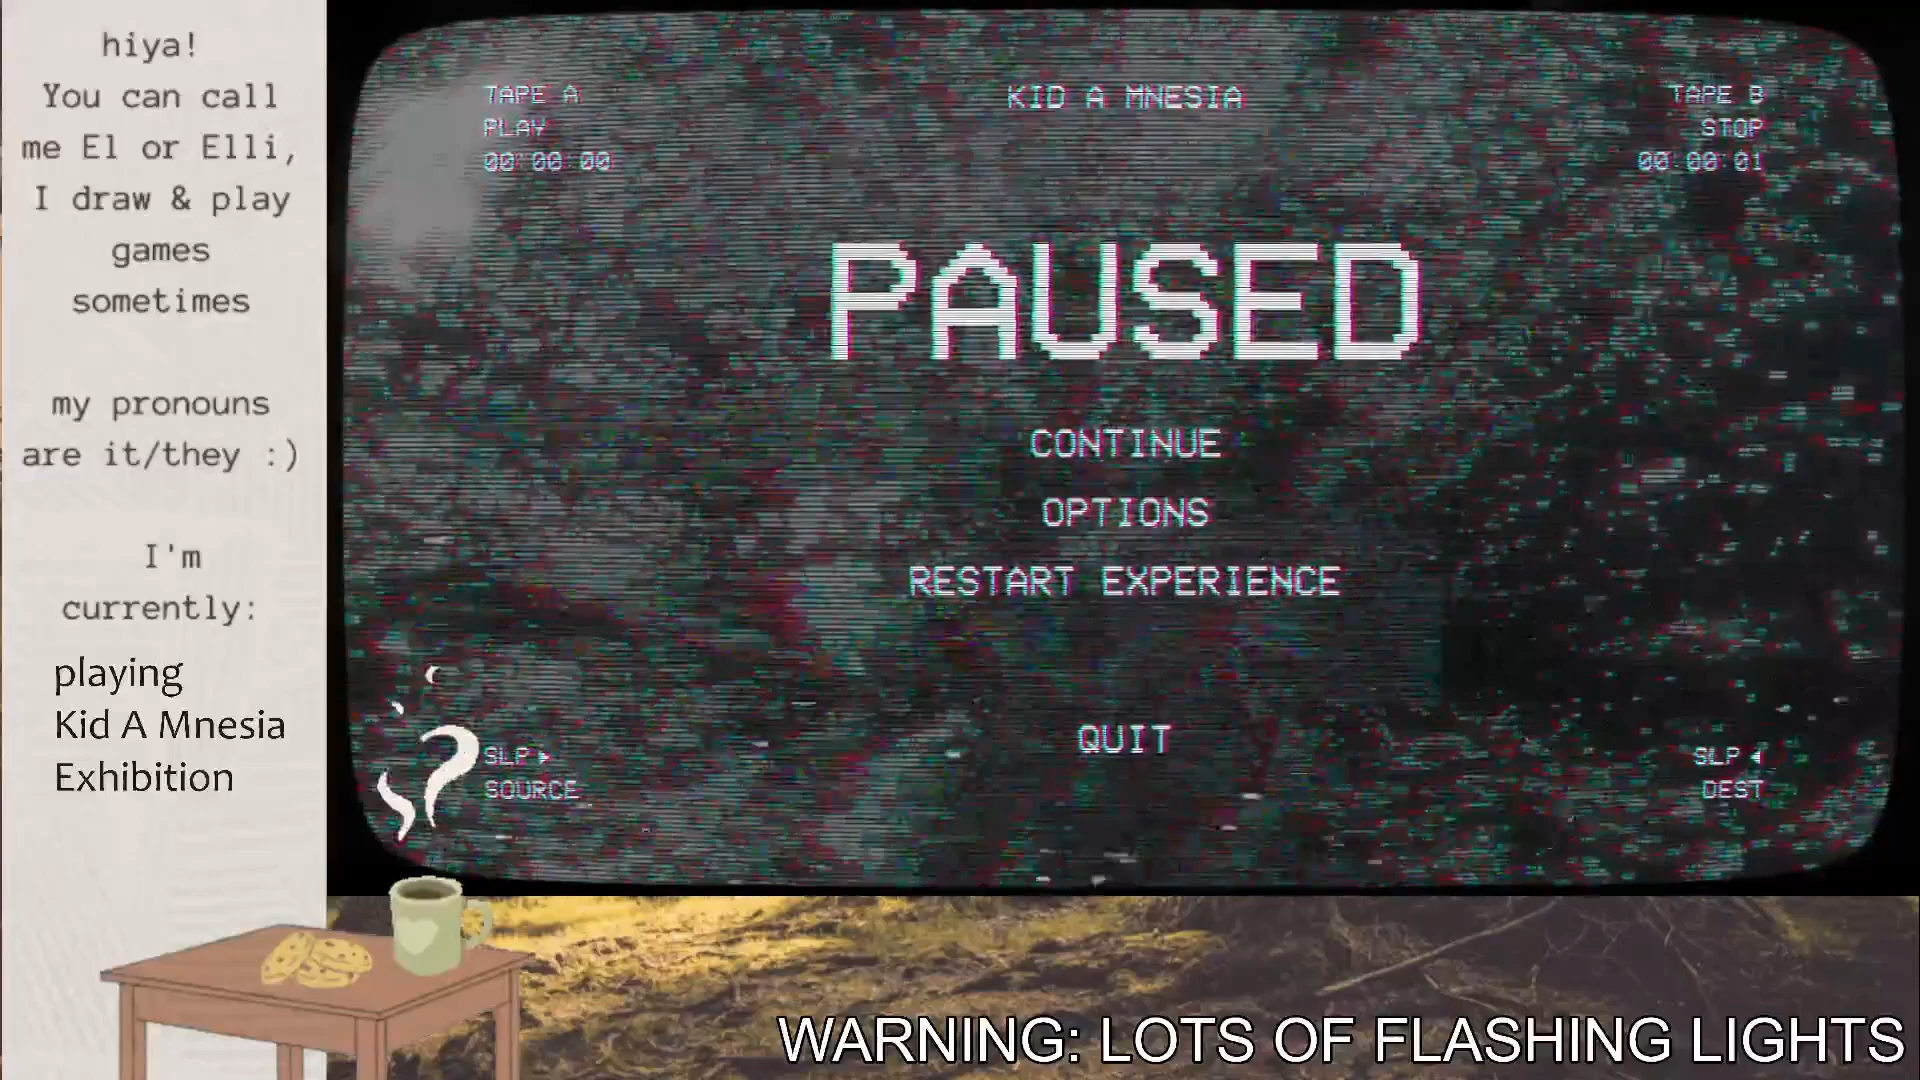 hiya!
You can call
me El or Elli,
I draw & play
games
sometimes
my pronouns
are it/they :)
I'm
currently:
playing
Kid A Mnesia
Exhibition
TAPE A
PLAY
00:00:00
KID A MNESIA
TAPE B
STOP
00:00:01
PAUSED
CONTINUE
OPTIONS
RESTART EXPERIENCE
QUIT
SLP
SOURCE
SLP
DEST
WARNING: LOTS OF FLASHING LIGHTS